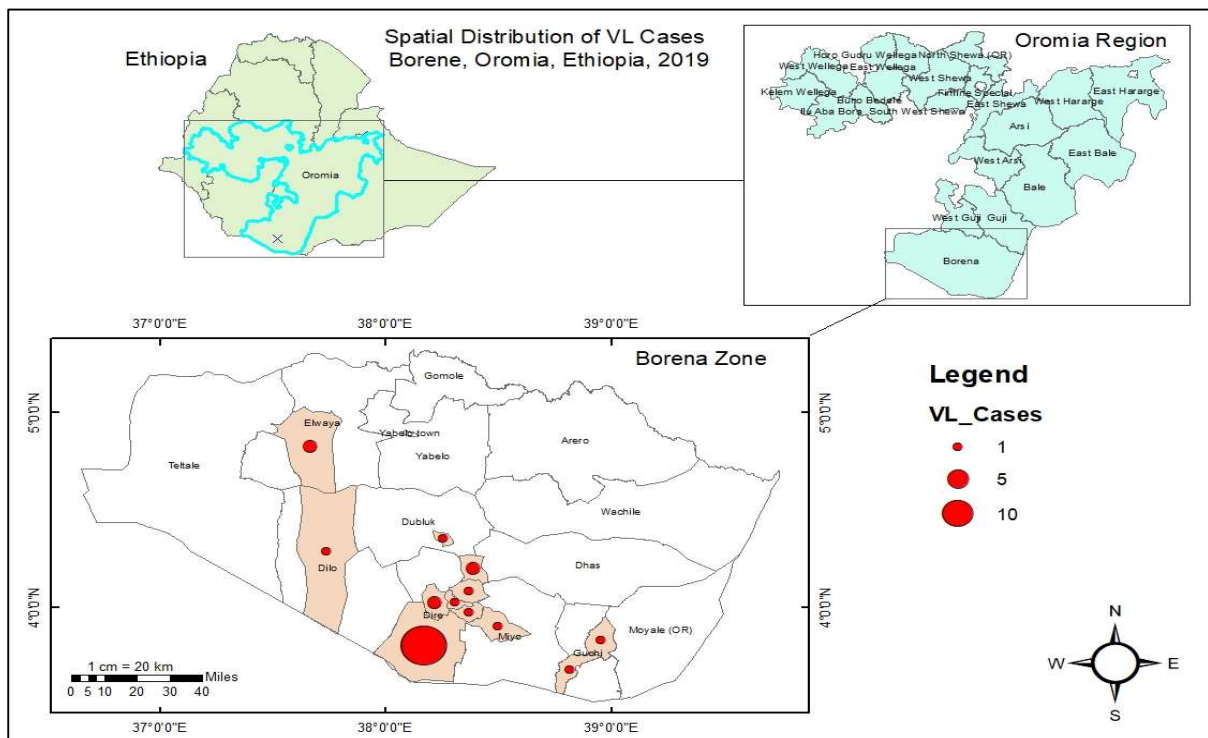 Spatial Distribution of VL Cases
Borene, Oromia, Ethiopia, 2019
Ethiopia
Oromia
Oromia Region
Horo Gudru Wellega
North Shewa (OR)
West Wellega
East Wellega
West Shewa
Kelem Wellega
Buno Bedele
Finfine Special
East Shewa
West Hararge
East Hararge
Ilu Aba Bora
South West Shewa
Arsi
West Arsi
East Bale
Bale
West Guji
Guji
Borena
37°0'0"E
38°0'0"E
39°0'0"E
Borena Zone
5°0'0"N
5°0'0"N
Gomole
Elwaya
Yabelo town
Yabelo
Arero
Teltale
Wachile
Dubluk
Dhas
Dilo
4°0'0"N
4°0'0"N
Dire
Miyo
Moyale (OR)
Guchi
1 cm = 20 km
Miles
0 5 10 20 30 40
37°0'0"E
38°0'0"E
39°0'0"E
Legend
VL_Cases
1
5
10
N
W
E
S